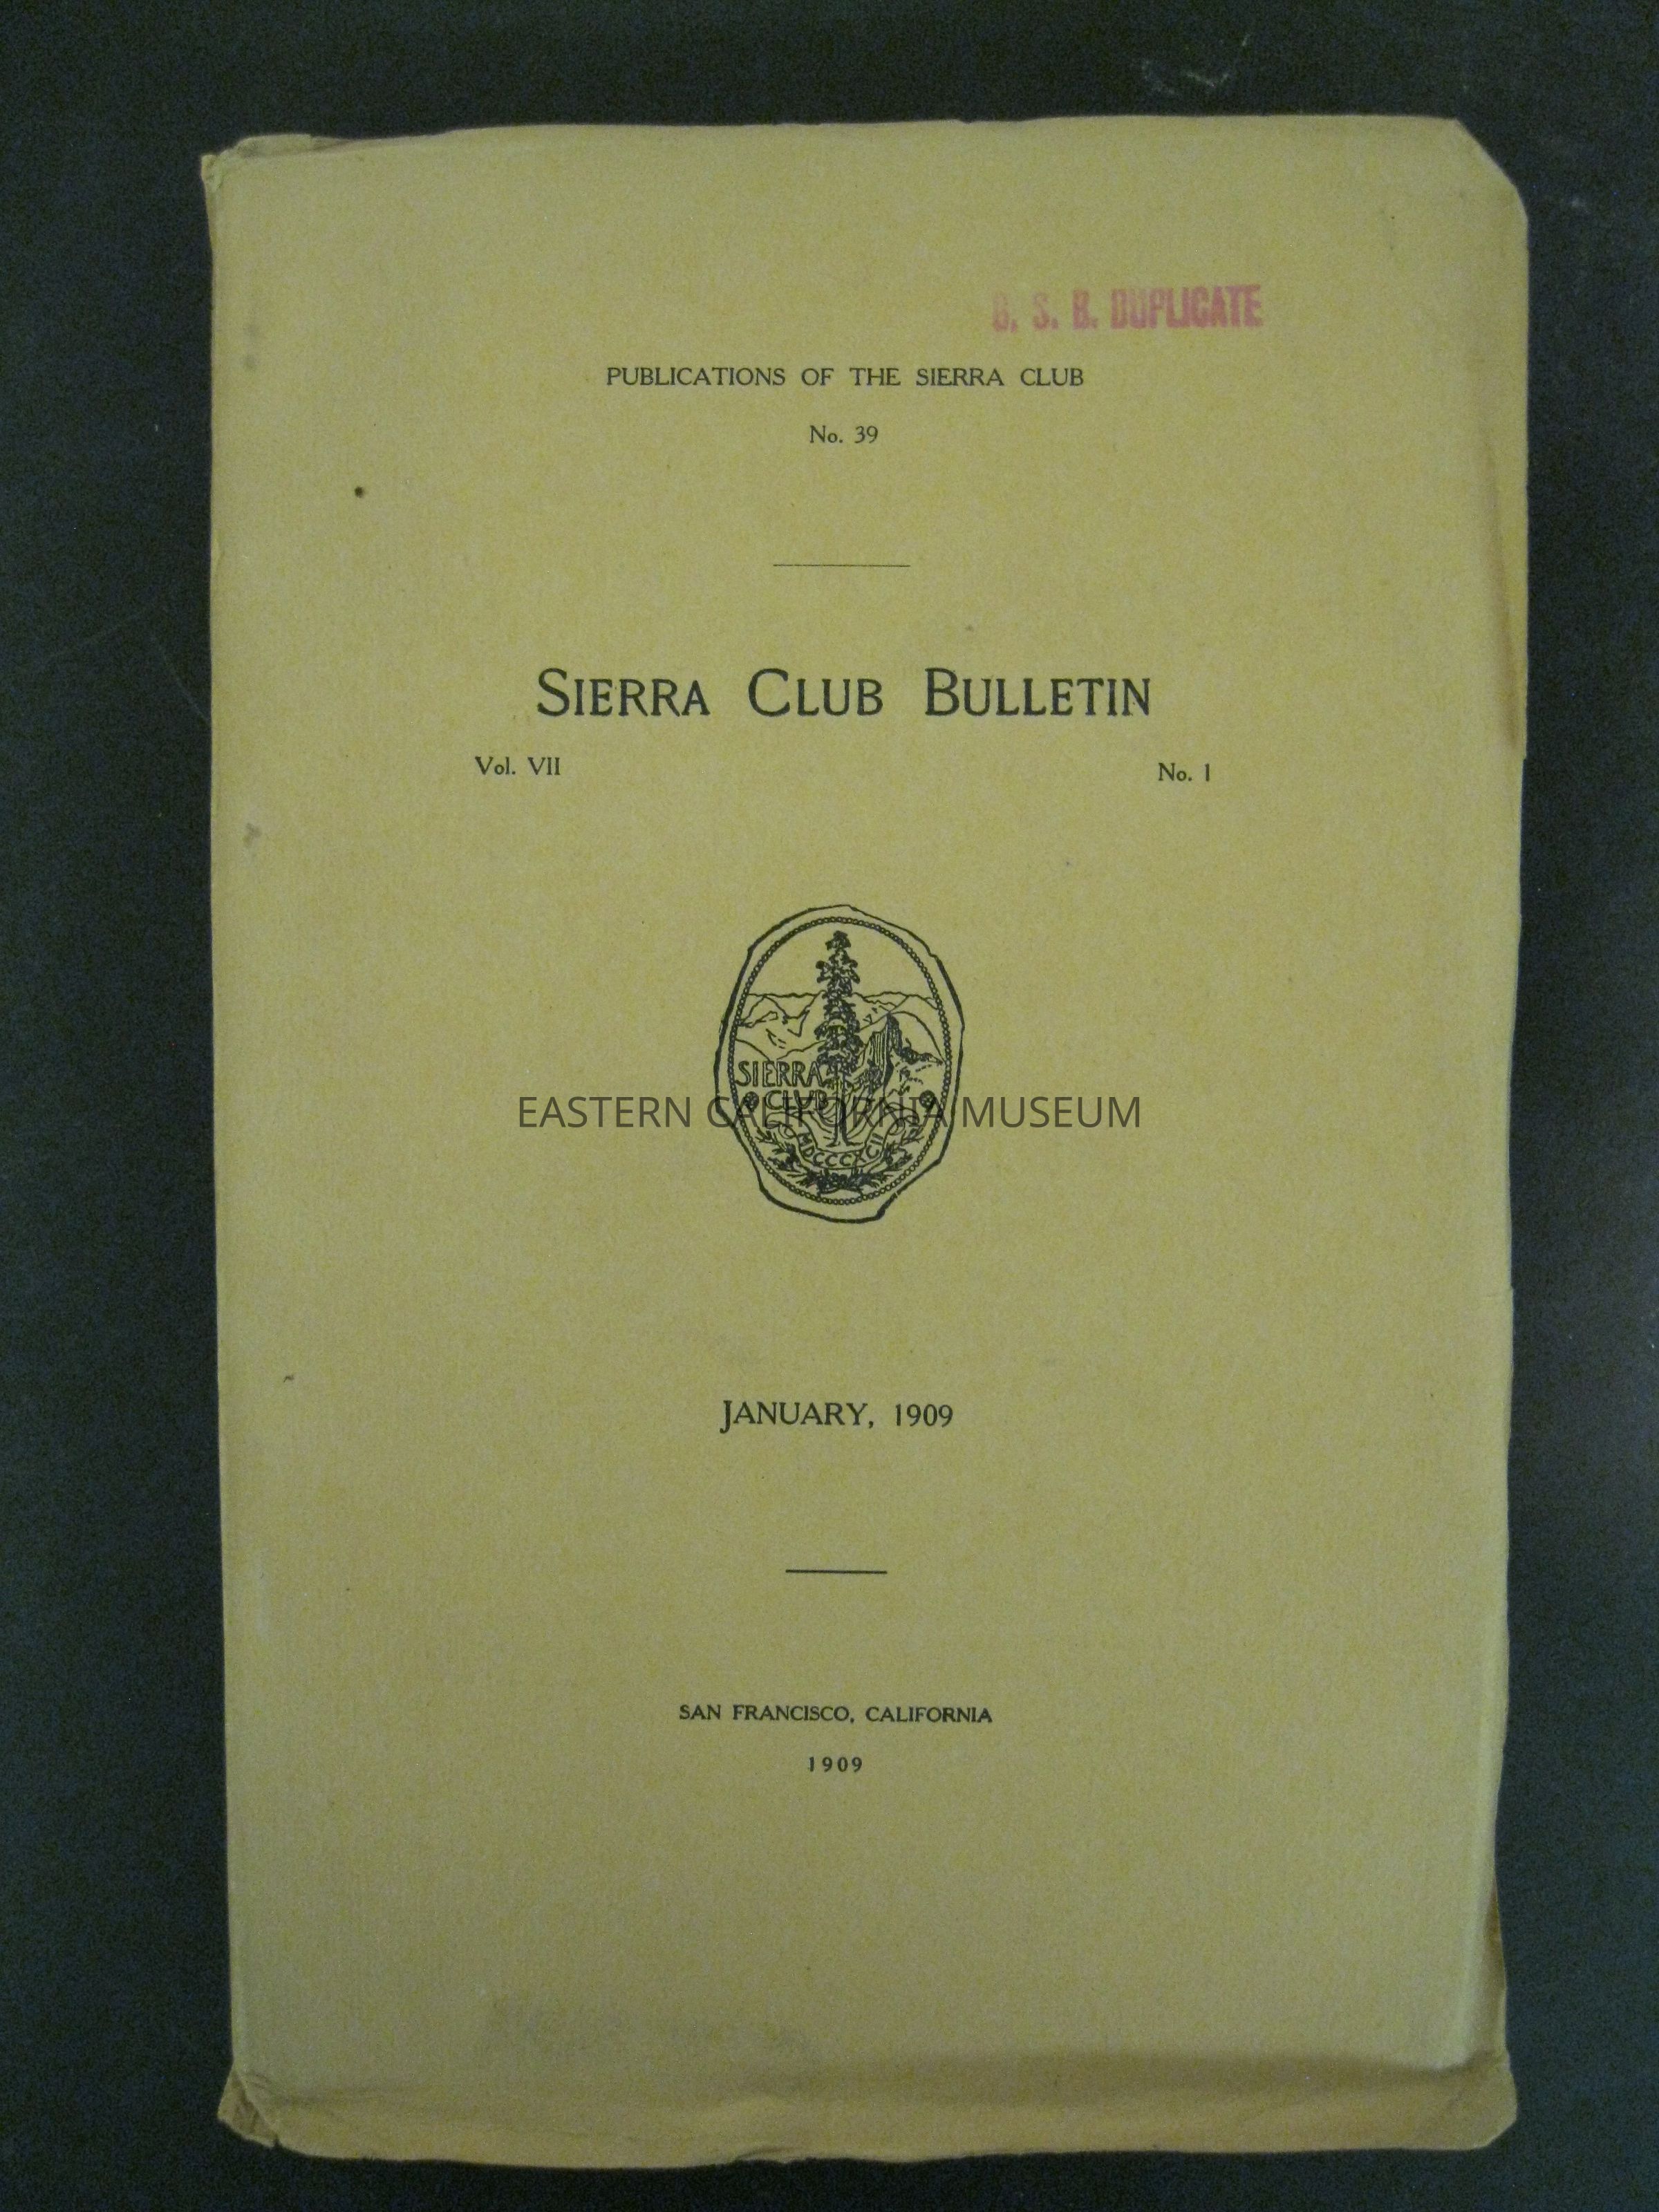 S. B. DUPLICATE
PUBLICATIONS OF THE SIERRA CLUB
No. 39
SIERRA CLUB BULLETIN
Vol. VII No. 1
SIERRA
CLUB
EASTERN CALIFORNIA MUSEUM
MDCCCXCII
JANUARY, 1909
SAN FRANCISCO, CALIFORNIA
1909